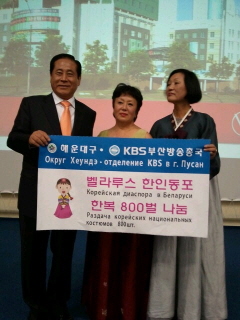 해운대구 · KBS부산방송총국
Округ Хеундэ - отделение KBS в г. Пусан
벨라루스 한인동포
Корейская диаспора в Беларуси
한복 800벌 나눔
Раздача корейских национальных
костюмов 800шт.